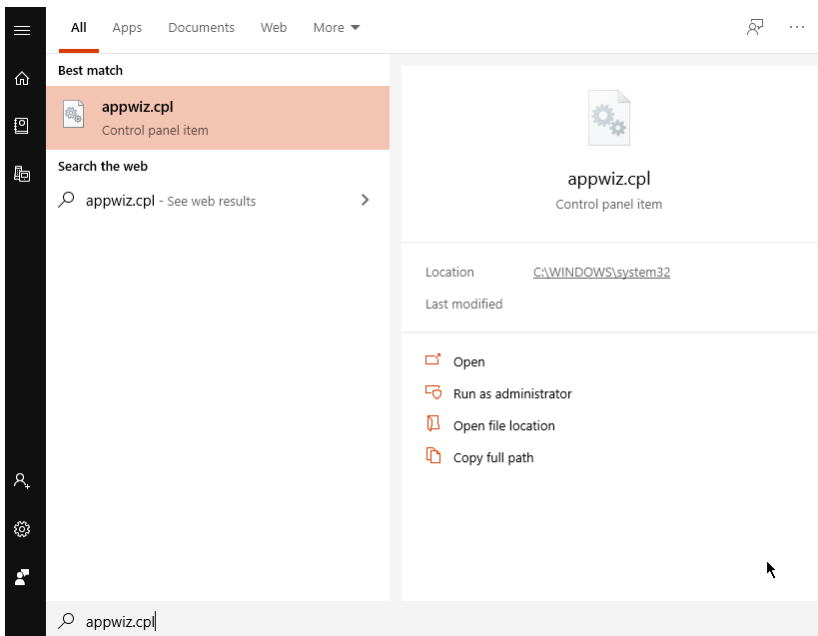 All Apps Documents Web More
Best match
appwiz.cpl
Control panel item
Search the web
appwiz.cpl - See web results
appwiz.cpl
Control panel item
Location C:\WINDOWS\system32
Last modified
Open
Run as administrator
Open file location
Copy full path
appwiz.cpl